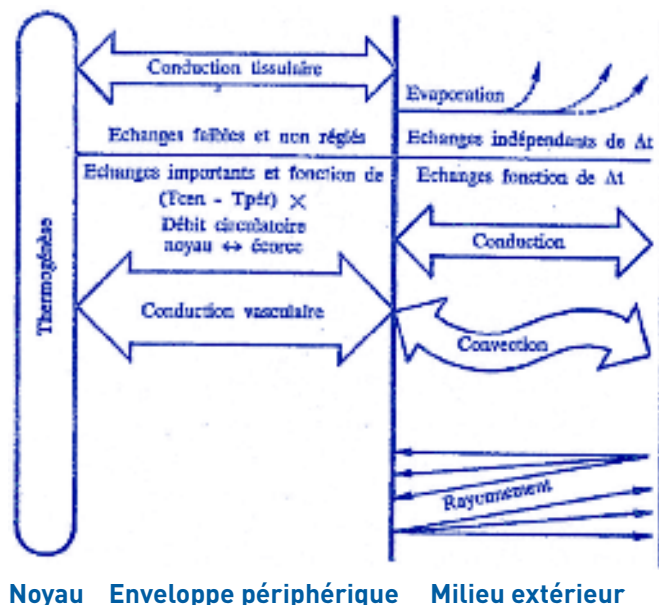 Conduction tissulaire
Evaporation
Echanges faibles et non réglés
Echanges indépendants de Δt
Echanges importants et fonction de
(Tcen - Tpér) ×
Débit circulatoire
noyau ↔ écorce
Echanges fonction de Δt
Conduction
Thermogénèse
Conduction vasculaire
Convection
Rayonnement
Noyau Enveloppe périphérique Milieu extérieur